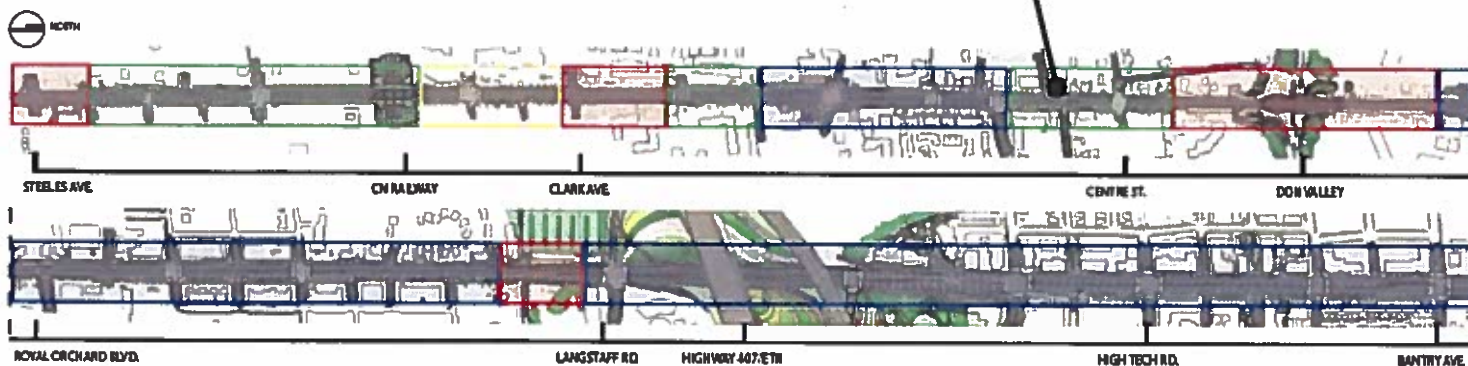 NORTH
STEELES AVE.
CN RAILWAY
CLARK AVE.
CENTRE ST.
DON VALLEY
ROYAL ORCHARD BLVD.
LANGSTAFF RD
HIGHWAY 407/ETR
HIGH TECH RD.
BANTRY AVE.